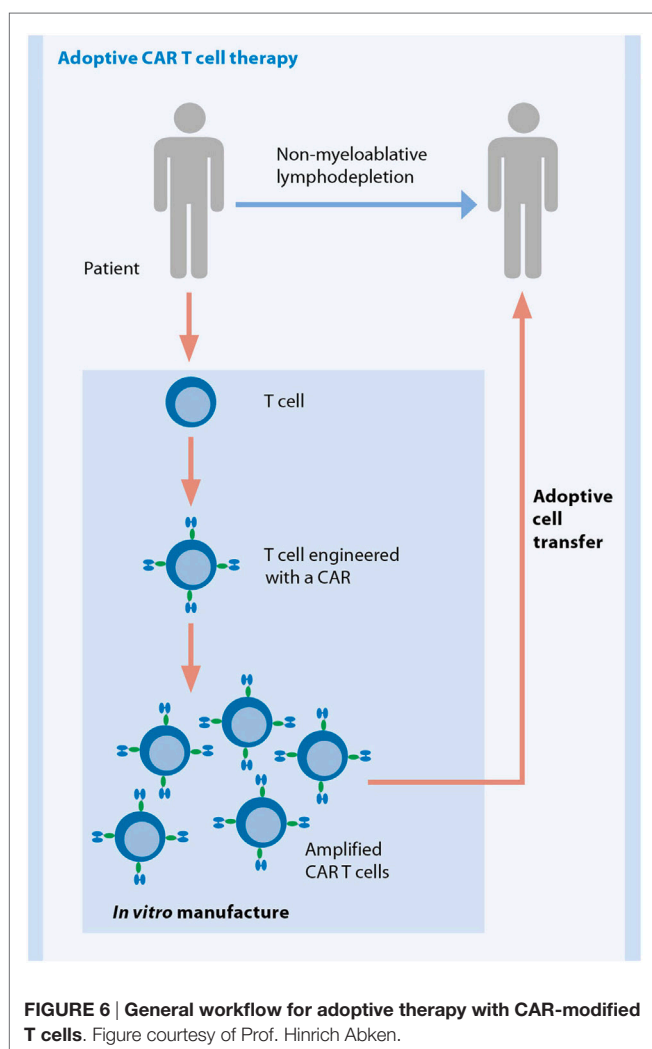 Adoptive CAR T cell therapy
Non-myeloablative
lymphodepletion
Patient
T cell
T cell engineered
with a CAR
Adoptive
cell
transfer
Amplified
CAR T cells
In vitro manufacture
FIGURE 6 | General workflow for adoptive therapy with CAR-modified
T cells. Figure courtesy of Prof. Hinrich Abken.